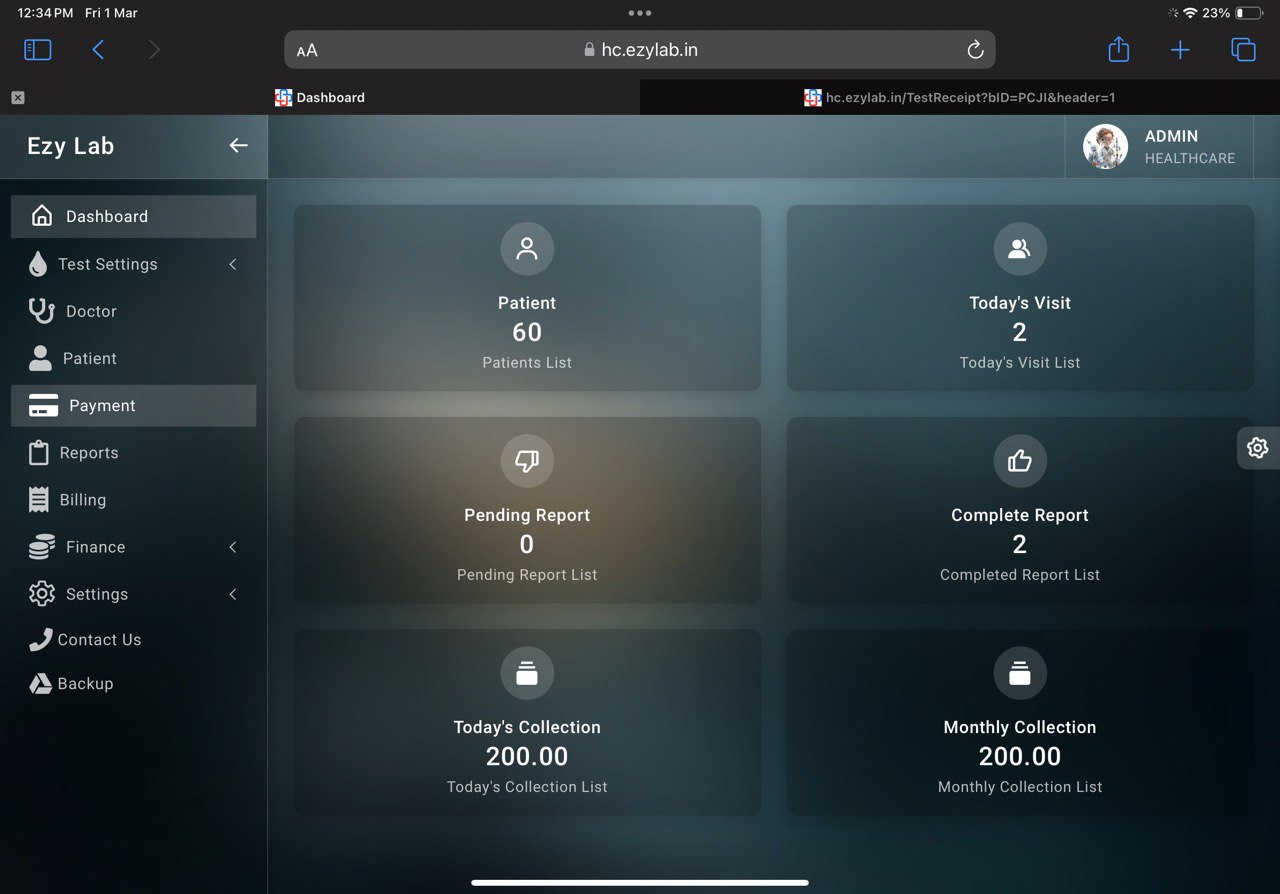 12:34 PM Fri 1 Mar
23%
AA
hc.ezylab.in
Dashboard
hc.ezylab.in/TestReceipt?bID=PCJI&header=1
Ezy Lab
ADMIN
HEALTHCARE
Dashboard
Test Settings
Doctor
Patient
Payment
Reports
Billing
Finance
Settings
Contact Us
Backup
Patient
60
Patients List
Today's Visit
2
Today's Visit List
Pending Report
0
Pending Report List
Complete Report
2
Completed Report List
Today's Collection
200.00
Today's Collection List
Monthly Collection
200.00
Monthly Collection List